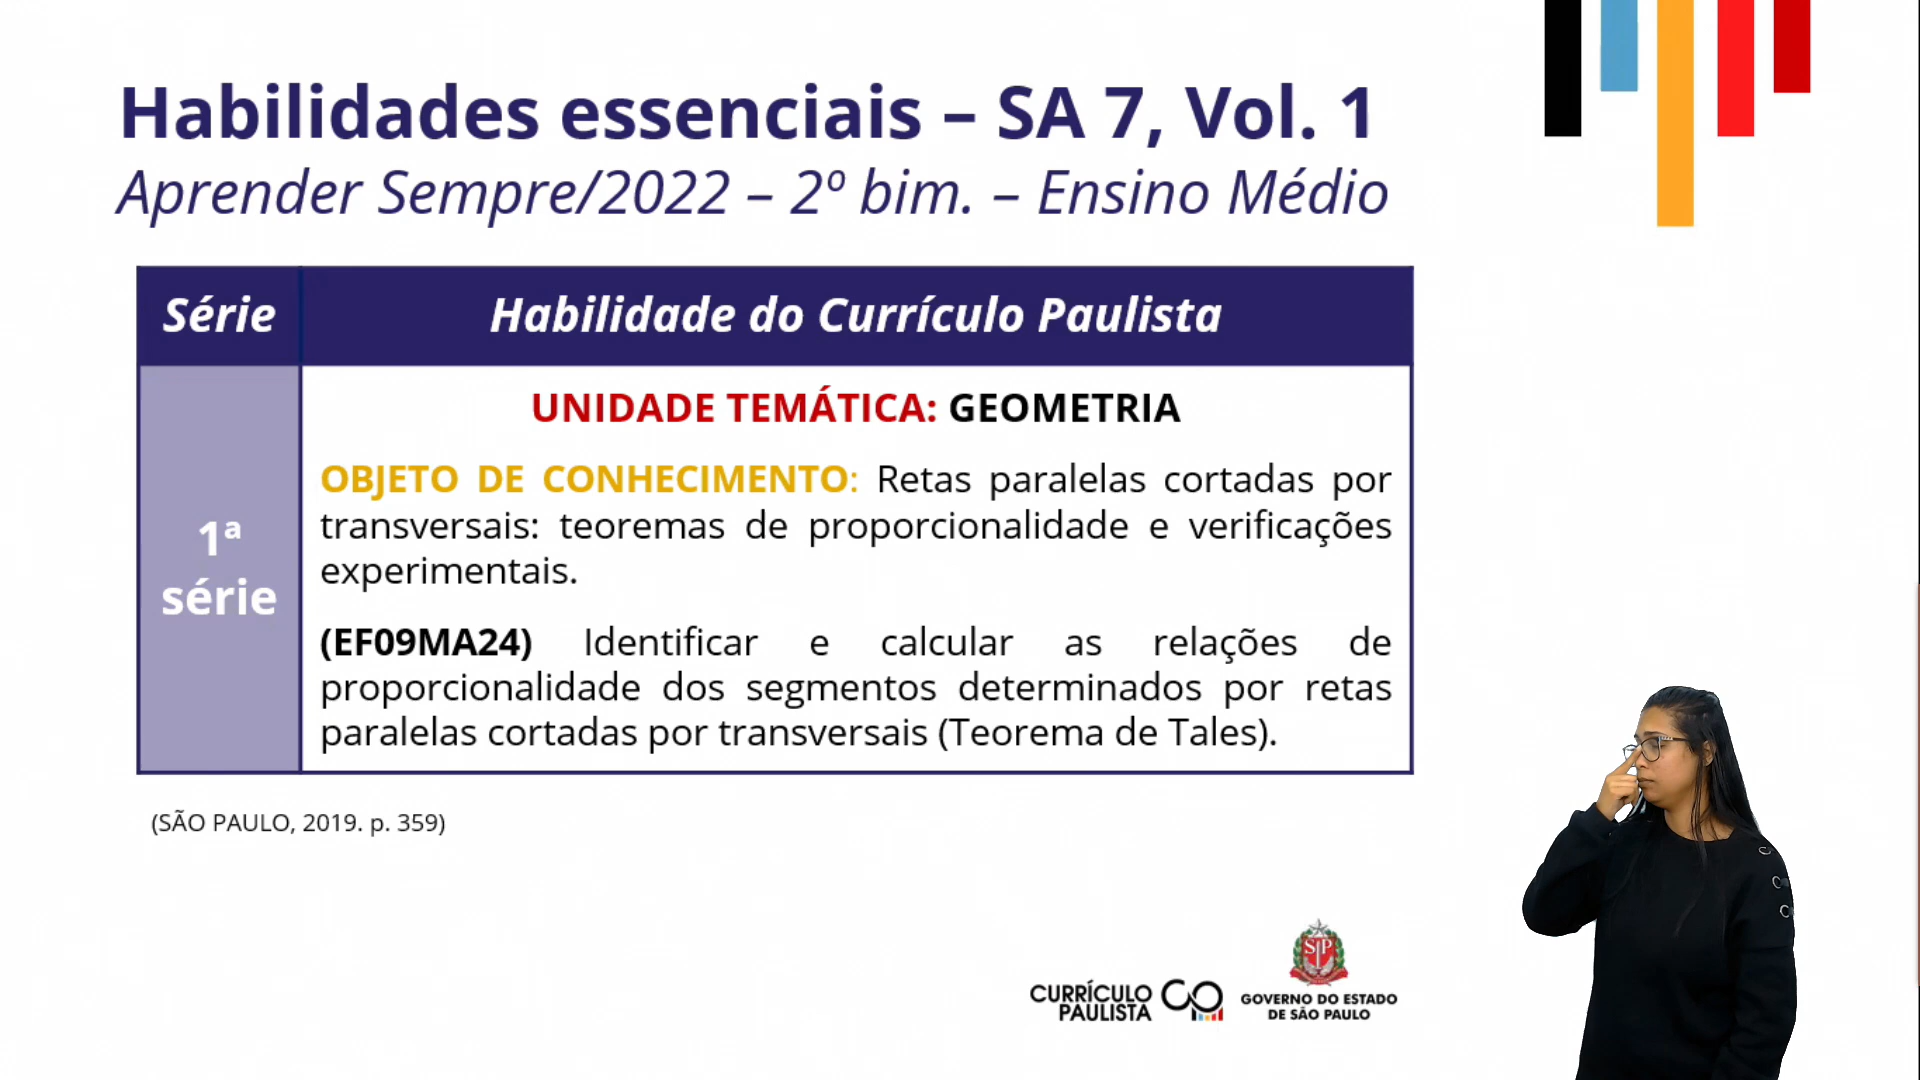 Habilidades essenciais – SA 7, Vol. 1
Aprender Sempre/2022 – 2º bim. – Ensino Médio
Série
Habilidade do Currículo Paulista
1ª
série
UNIDADE TEMÁTICA: GEOMETRIA
OBJETO DE CONHECIMENTO: Retas paralelas cortadas por
transversais: teoremas de proporcionalidade e verificações
experimentais.
(EF09MA24) Identificar e calcular as relações de
proporcionalidade dos segmentos determinados por retas
paralelas cortadas por transversais (Teorema de Tales).
(SÃO PAULO, 2019. p. 359)
CURRÍCULO
PAULISTA
SP
GOVERNO DO ESTADO
DE SÃO PAULO